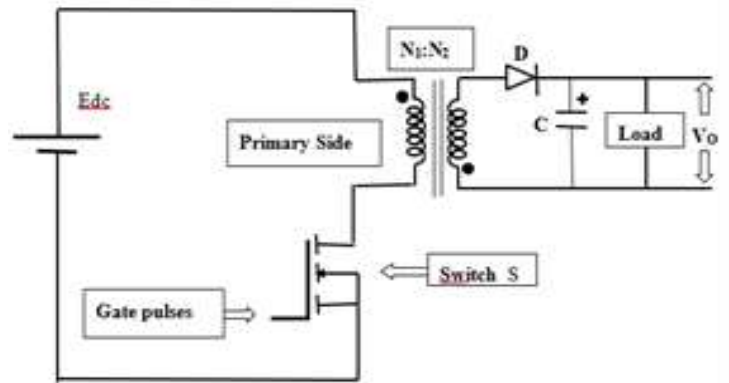 N1:N2
D
Edc
+
Primary Side
C
Load
Vo
Switch S
Gate pulses